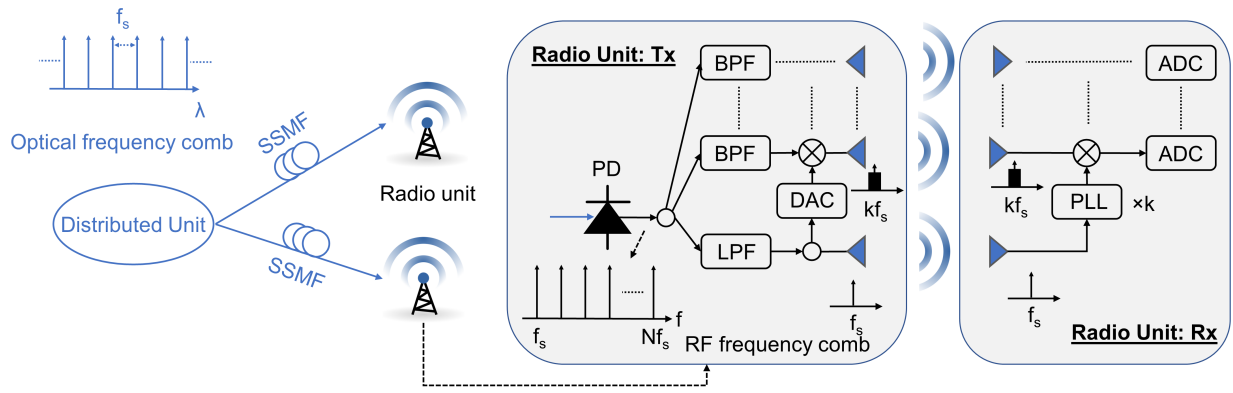 fs
λ
Optical frequency comb
SSMF
Distributed Unit
SSMF
Radio unit
Radio Unit: Tx
BPF
PD
BPF
DAC
kfs
LPF
fs
Nfs
f
fs
RF frequency comb
ADC
ADC
kfs
PLL
×k
fs
Radio Unit: Rx